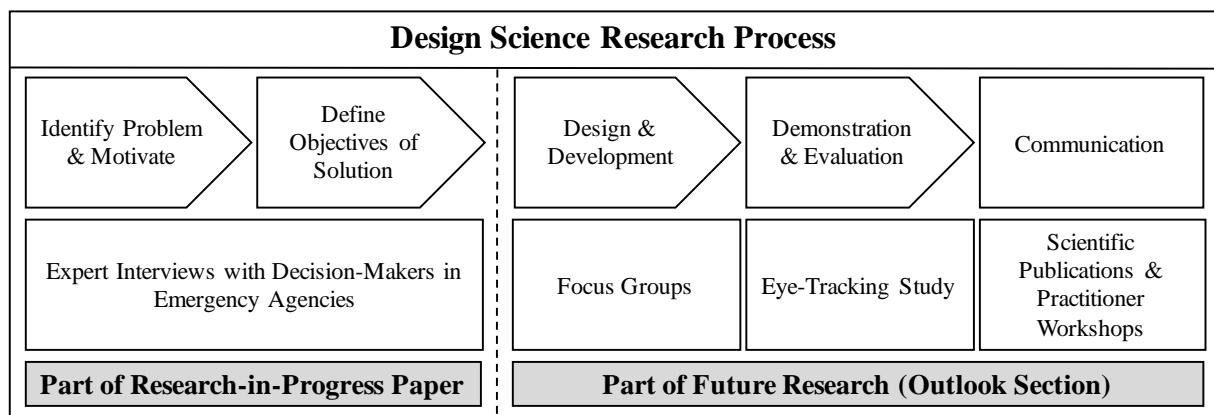 Design Science Research Process
Identify Problem
& Motivate
Define
Objectives of
Solution
Design &
Development
Demonstration
& Evaluation
Communication
Expert Interviews with Decision-Makers in
Emergency Agencies
Focus Groups
Eye-Tracking Study
Scientific
Publications &
Practitioner
Workshops
Part of Research-in-Progress Paper
Part of Future Research (Outlook Section)